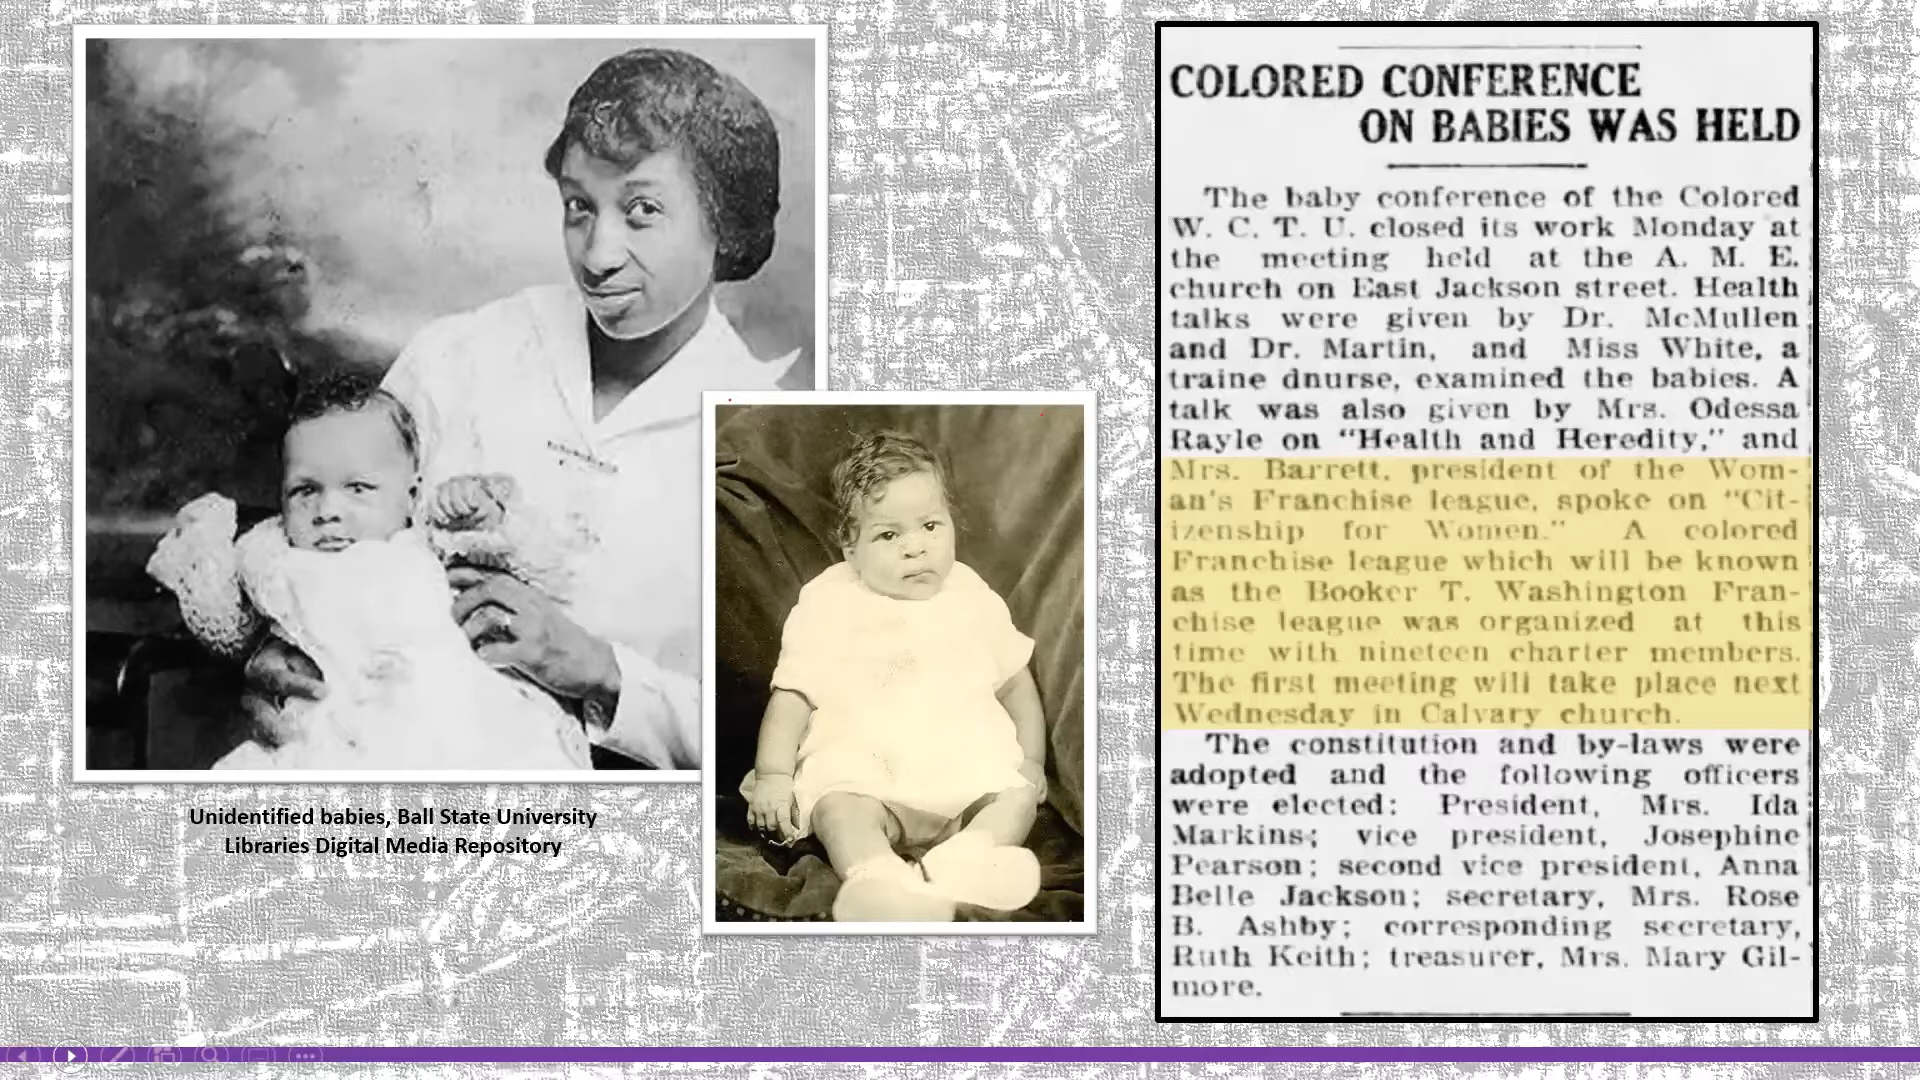 Unidentified babies, Ball State University
Libraries Digital Media Repository
COLORED CONFERENCE
ON BABIES WAS HELD
The baby conference of the Colored
W. C. T. U. closed its work Monday at
the meeting held at the A. M. E.
church on East Jackson street. Health
talks were given by Dr. McMullen
and Dr. Martin, and Miss White, a
traine dnurse, examined the babies. A
talk was also given by Mrs. Odessa
Rayle on "Health and Heredity," and
Mrs. Barrett, president of the Wom-
an's Franchise league, spoke on "Cit-
izenship for Women." A colored
Franchise league which will be known
as the Booker T. Washington Fran-
chise league was organized at this
time with nineteen charter members.
The first meeting will take place next
Wednesday in Calvary church.
The constitution and by-laws were
adopted and the following officers
were elected: President, Mrs. Ida
Markins; vice president, Josephine
Pearson; second vice president, Anna
Belle Jackson; secretary, Mrs. Rose
B. Ashby; corresponding secretary,
Ruth Keith; treasurer, Mrs. Mary Gil-
more.